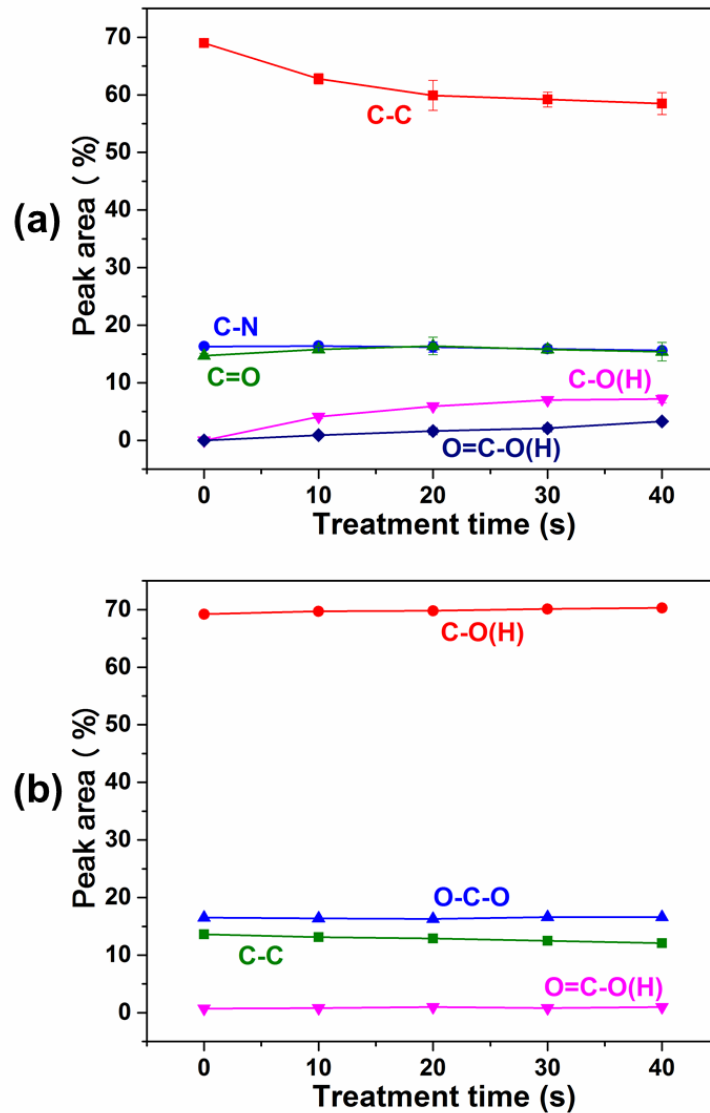 (a)
Peak area ( %)
70
60
50
40
30
20
10
0
C-C
C-N
C=O
C-O(H)
O=C-O(H)
0 10 20 30 40
Treatment time (s)
(b)
Peak area ( %)
70
60
50
40
30
20
10
0
C-O(H)
O-C-O
C-C
O=C-O(H)
0 10 20 30 40
Treatment time (s)